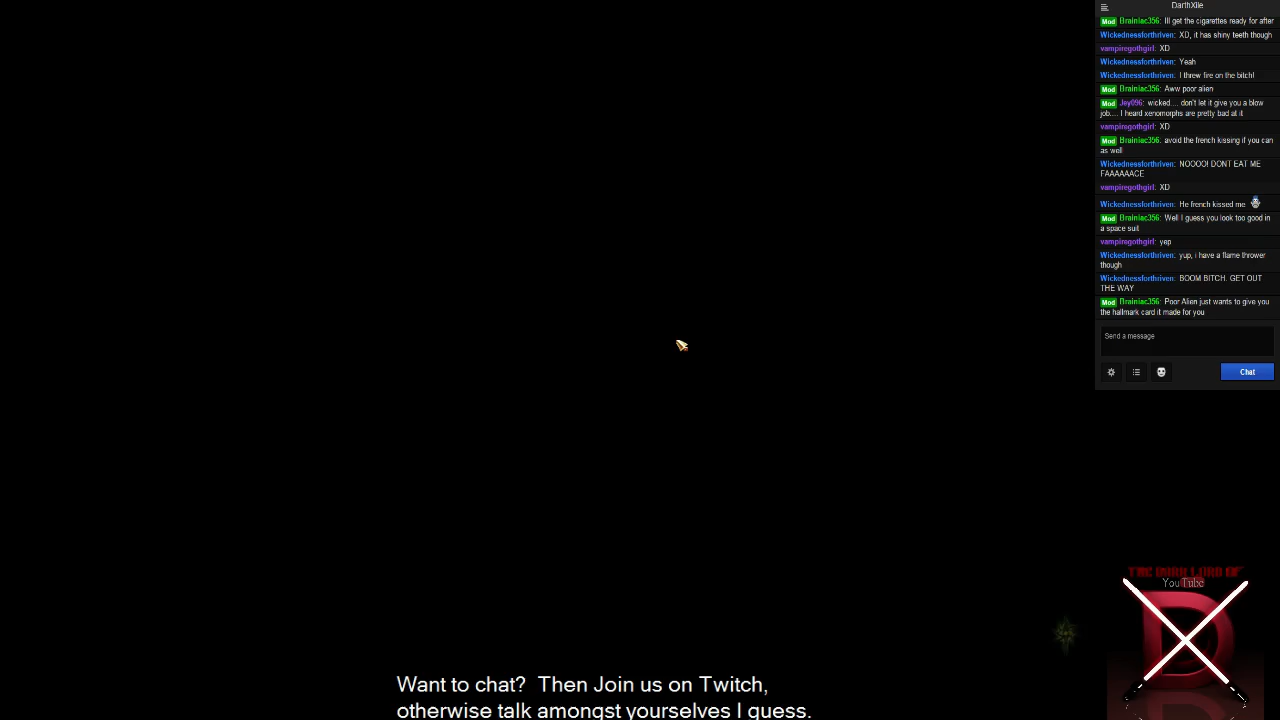 DarthXile
Mod Brainiac356: Ill get the cigarettes ready for after
Wickednessforthriven: XD, it has shiny teeth though
vampiregothgirl: XD
Wickednessforthriven: Yeah
Wickednessforthriven: I threw fire on the bitch!
Mod Brainiac356: Aww poor alien
Mod Jey096: wicked.... don't let it give you a blow
job.... I heard xenomorphs are pretty bad at it
vampiregothgirl: XD
Mod Brainiac356: avoid the french kissing if you can
as well
Wickednessforthriven: NOOOO! DONT EAT ME
FAAAAAACE
vampiregothgirl: XD
Wickednessforthriven: He french kissed me
Mod Brainiac356: Well I guess you look too good in
a space suit
vampiregothgirl: yep
Wickednessforthriven: yup, i have a flame thrower
though
Wickednessforthriven: BOOM BITCH. GET OUT
THE WAY
Mod Brainiac356: Poor Alien just wants to give you
the hallmark card it made for you
Send a message
Chat
THE DARK LORD OF
YouTube
D
Want to chat?  Then Join us on Twitch,
otherwise talk amongst yourselves I guess.